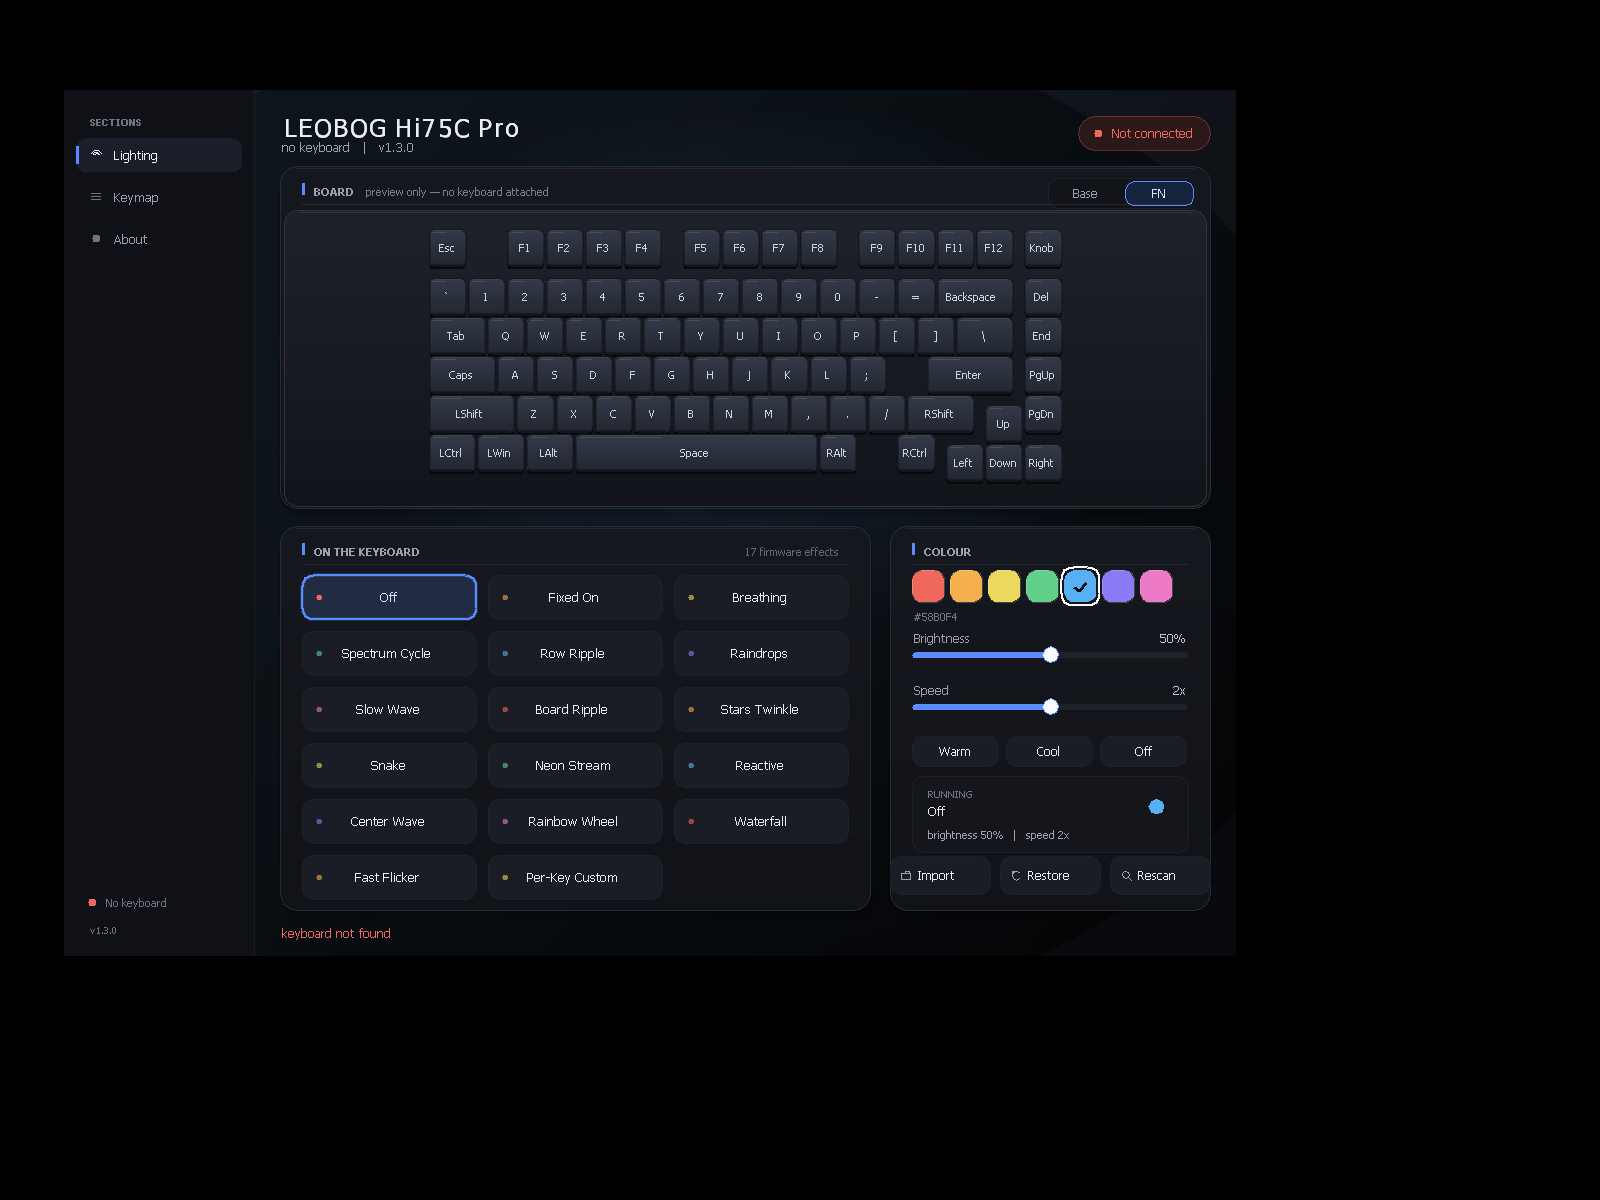 SECTIONS
Lighting
Keymap
About
No keyboard
v1.3.0
LEOBOG Hi75C Pro
no keyboard | v1.3.0
Not connected
BOARD preview only — no keyboard attached
Base FN
Esc F1 F2 F3 F4 F5 F6 F7 F8 F9 F10 F11 F12 Knob
` 1 2 3 4 5 6 7 8 9 0 - = Backspace Del
Tab Q W E R T Y U I O P [ ] \ End
Caps A S D F G H J K L ; Enter PgUp
LShift Z X C V B N M , . / RShift Up PgDn
LCtrl LWin LAlt Space RAlt RCtrl Left Down Right
ON THE KEYBOARD 17 firmware effects
Off Fixed On Breathing
Spectrum Cycle Row Ripple Raindrops
Slow Wave Board Ripple Stars Twinkle
Snake Neon Stream Reactive
Center Wave Rainbow Wheel Waterfall
Fast Flicker Per-Key Custom
COLOUR
#58B0F4
Brightness 50%
Speed 2x
Warm Cool Off
RUNNING
Off
brightness 50% | speed 2x
Import Restore Rescan
keyboard not found